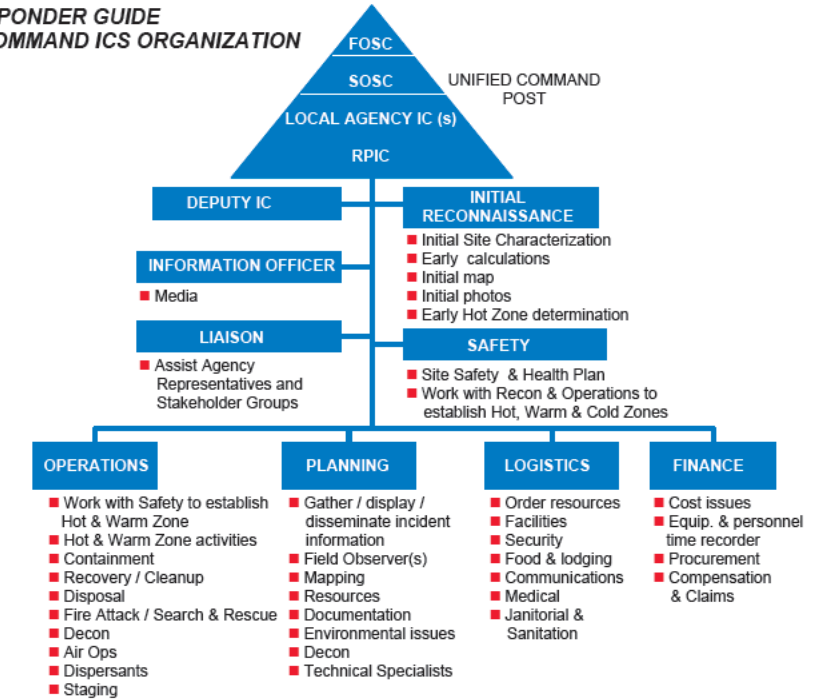 PONDER GUIDE
OMMAND ICS ORGANIZATION
FOSC
SOSC
LOCAL AGENCY IC (s)
RPIC
UNIFIED COMMAND
POST
DEPUTY IC
INITIAL
RECONNAISSANCE
Initial Site Characterization
Early calculations
Initial map
Initial photos
Early Hot Zone determination
INFORMATION OFFICER
Media
LIAISON
Assist Agency
Representatives and
Stakeholder Groups
SAFETY
Site Safety & Health Plan
Work with Recon & Operations to
establish Hot, Warm & Cold Zones
OPERATIONS
Work with Safety to establish
Hot & Warm Zone
Hot & Warm Zone activities
Containment
Recovery / Cleanup
Disposal
Fire Attack / Search & Rescue
Decon
Air Ops
Dispersants
Staging
PLANNING
Gather / display /
disseminate incident
information
Field Observer(s)
Mapping
Resources
Documentation
Environmental issues
Decon
Technical Specialists
LOGISTICS
Order resources
Facilities
Security
Food & lodging
Communications
Medical
Janitorial &
Sanitation
FINANCE
Cost issues
Equip. & personnel
time recorder
Procurement
Compensation
& Claims